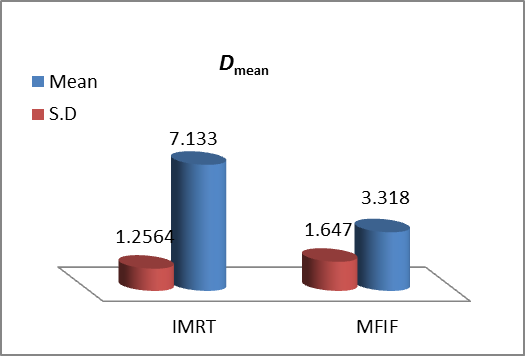 Dmean
Mean
S.D
7.133
1.2564
3.318
1.647
IMRT MFIF